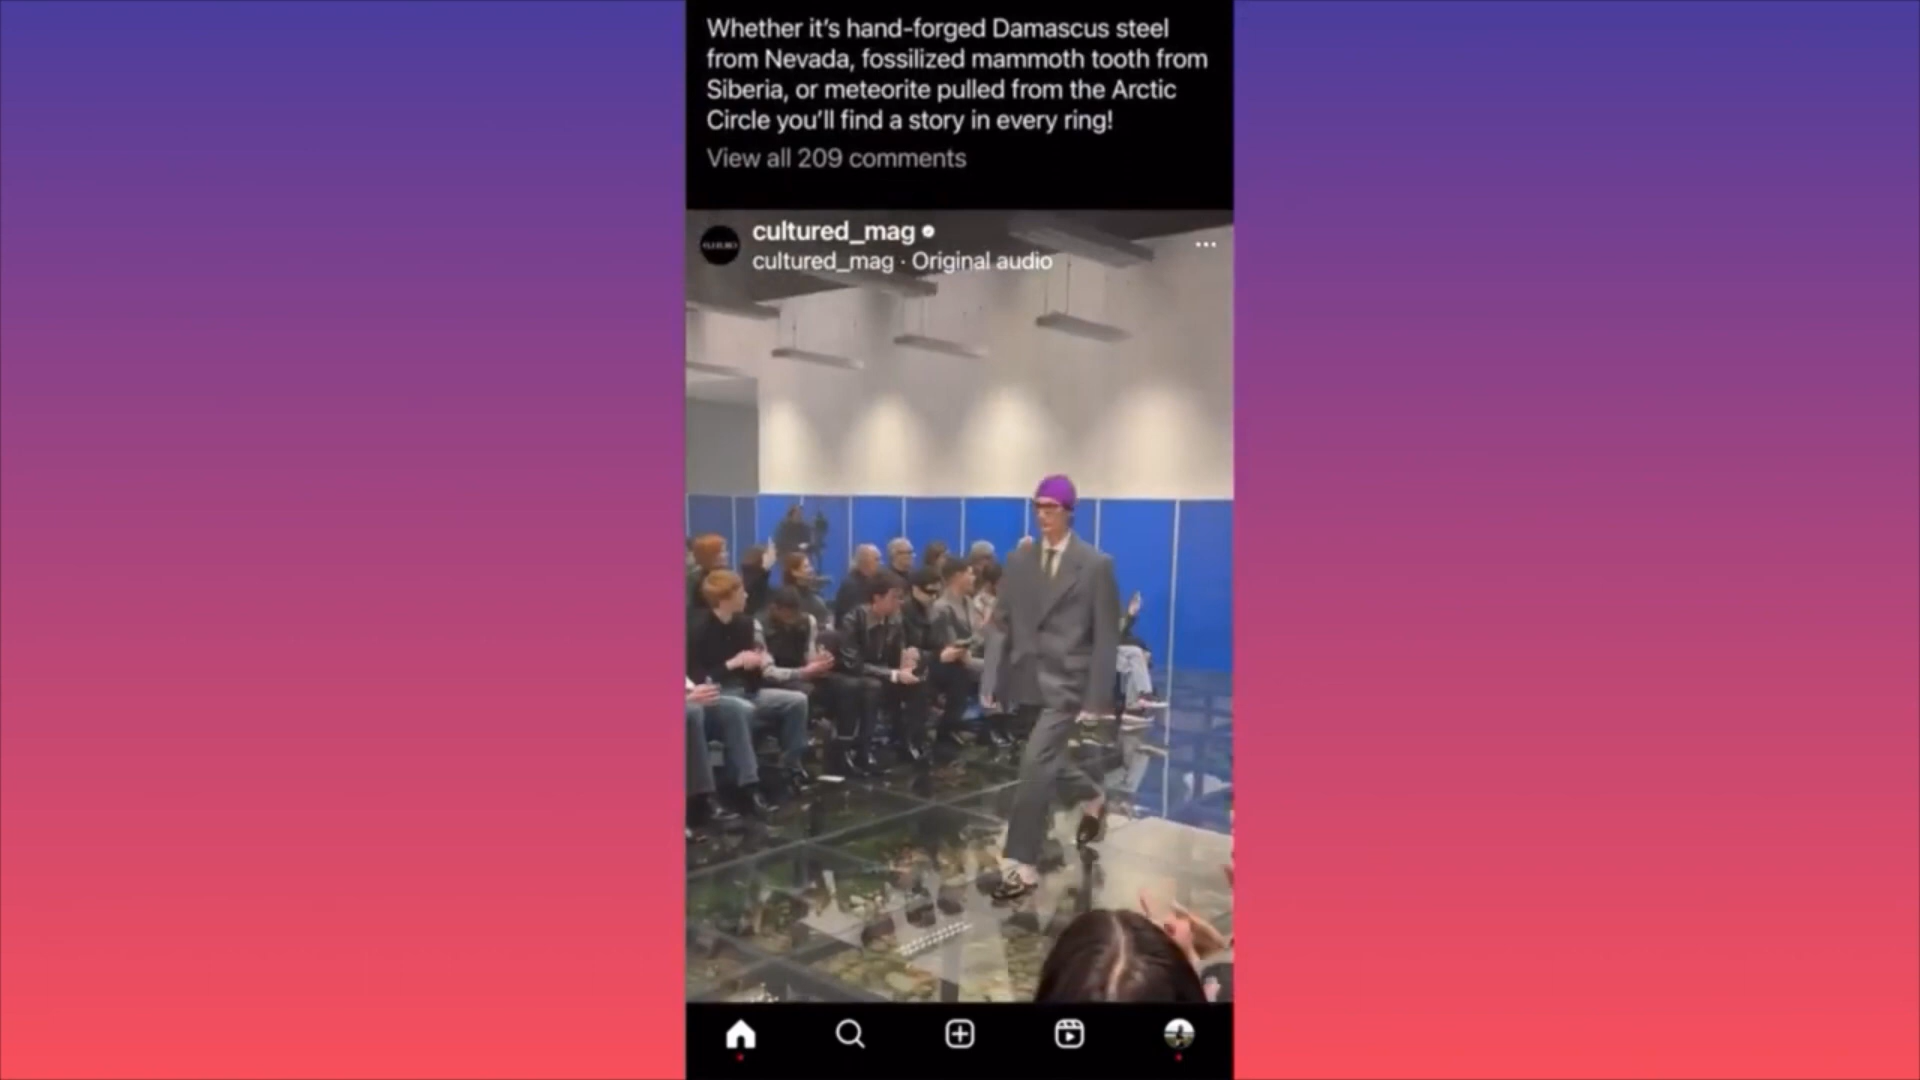 Whether it’s hand-forged Damascus steel
from Nevada, fossilized mammoth tooth from
Siberia, or meteorite pulled from the Arctic
Circle you’ll find a story in every ring!
View all 209 comments
cultured_mag
cultured_mag · Original audio